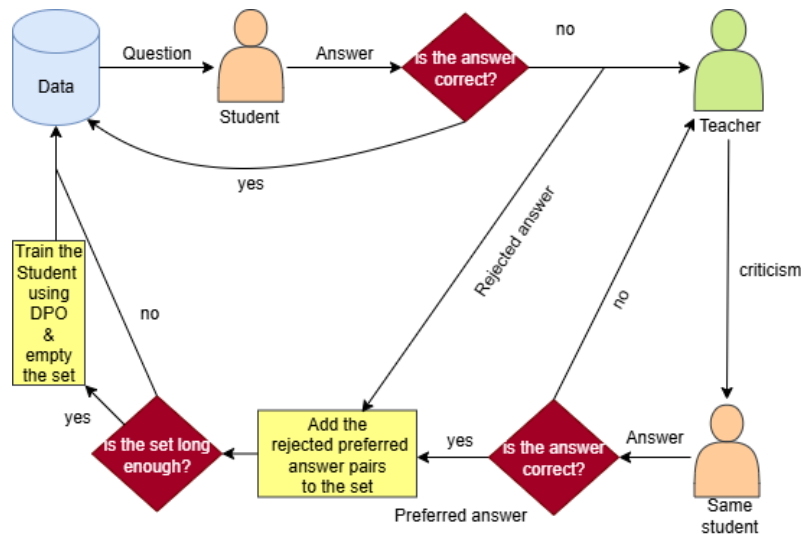 Data
Question
Student
Answer
is the answer
correct?
no
Teacher
yes
Rejected answer
criticism
Train the
Student
using
DPO
&
empty
the set
no
no
yes
is the set long
enough?
Add the
rejected preferred
answer pairs
to the set
yes
is the answer
correct?
Answer
Preferred answer
Same
student